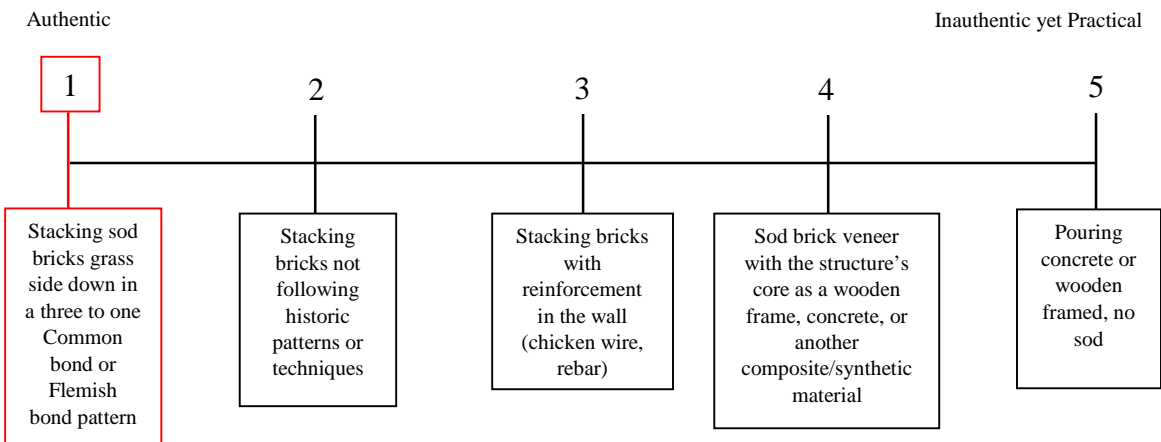 Authentic
Inauthentic yet Practical
1
2
3
4
5
Stacking sod
bricks grass
side down in
a three to one
Common
bond or
Flemish
bond pattern
Stacking
bricks not
following
historic
patterns or
techniques
Stacking bricks
with
reinforcement
in the wall
(chicken wire,
rebar)
Sod brick veneer
with the structure’s
core as a wooden
frame, concrete, or
another
composite/synthetic
material
Pouring
concrete or
wooden
framed, no
sod